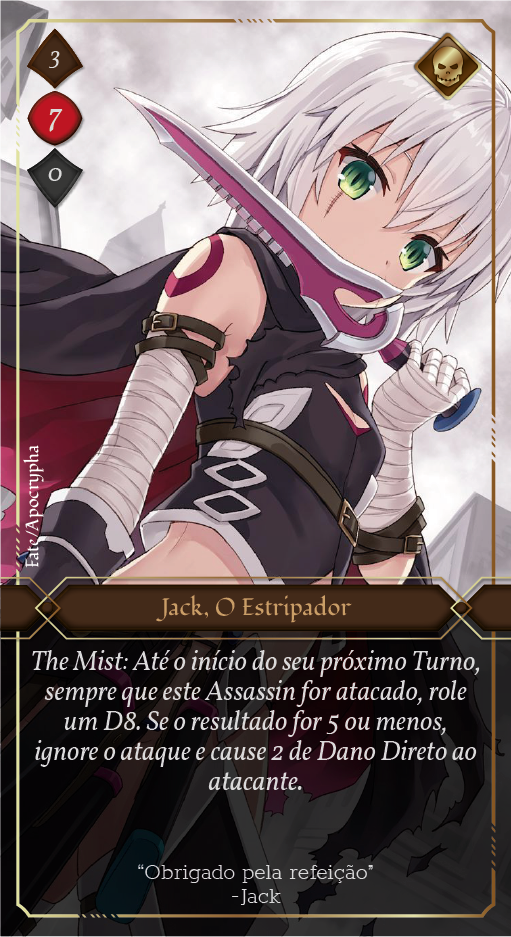 3
7
0
Fate/Apocrypha
Jack, O Estripador
The Mist: Até o início do seu próximo Turno,
sempre que este Assassin for atacado, role
um D8. Se o resultado for 5 ou menos,
ignore o ataque e cause 2 de Dano Direto ao
atacante.
“Obrigado pela refeição”
-Jack